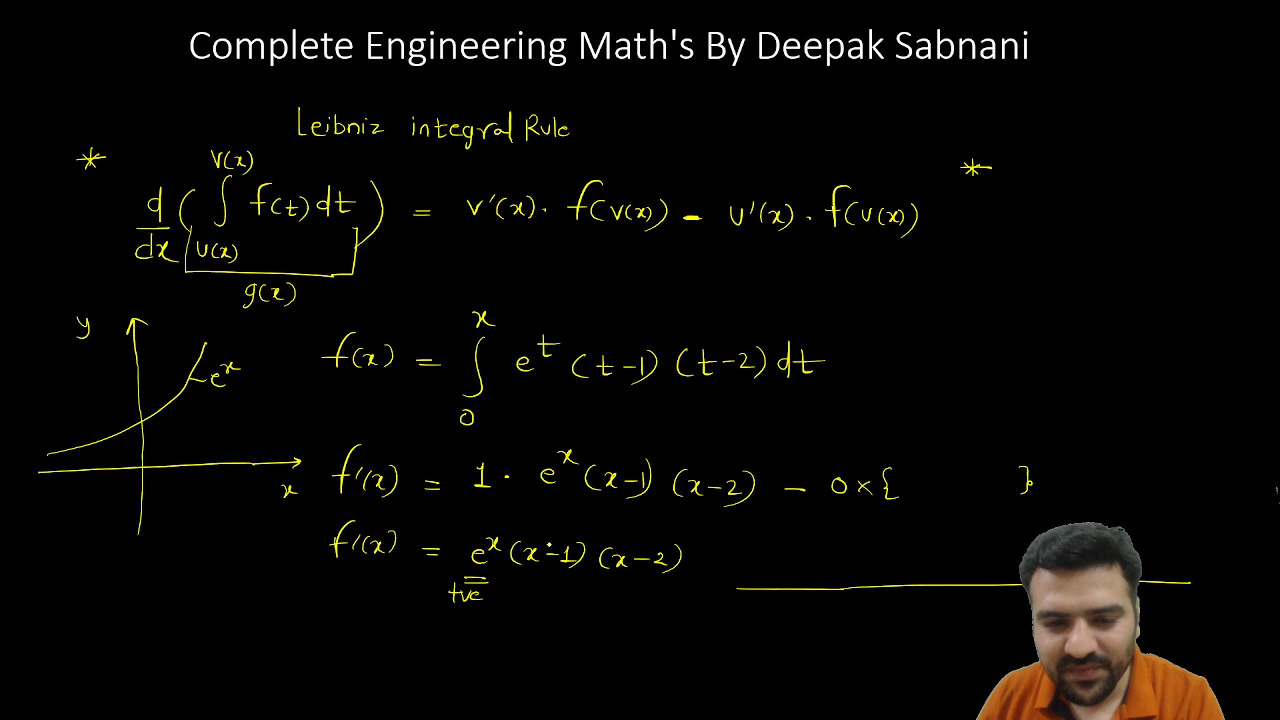 Complete Engineering Math's By Deepak Sabnani
Leibniz integral Rule
* d/dx ( ∫_{U(x)}^{V(x)} f(t) dt ) = V'(x) · f(V(x)) - U'(x) · f(U(x)) *
g(x)
y
e^x
x
f(x) = ∫_0^x e^t (t-1) (t-2) dt
f'(x) = 1 · e^x (x-1) (x-2) - 0 × { }
f'(x) = e^x (x-1) (x-2)
+ve